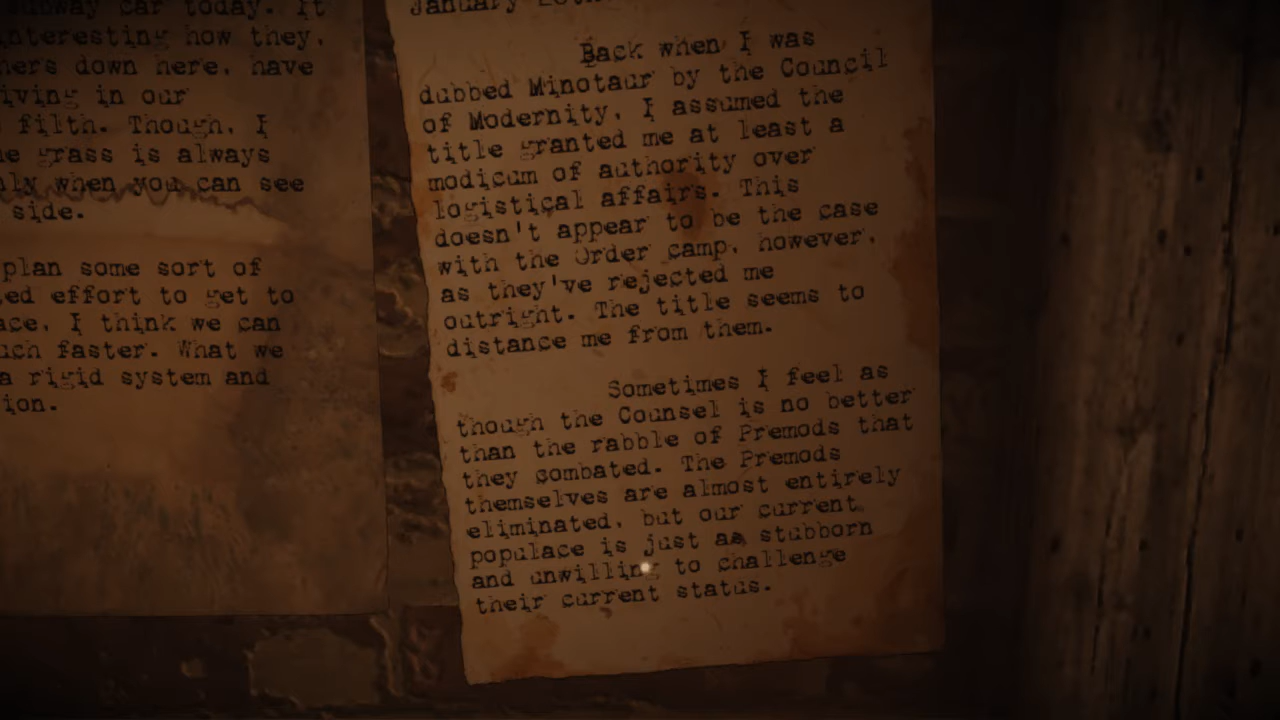 subway car today. It
interesting how they,
down here, have
in our
filth. Though, I
grass is always
when you can see
side.
plan some sort of
effort to get to
I think we can
faster. What we
a rigid system and
January
Back when I was
dubbed Minotaur by the Council
of Modernity, I assumed the
title granted me at least a
modicum of authority over
logistical affairs. This
doesn't appear to be the case
with the Order camp, however,
as they've rejected me
outright. The title seems to
distance me from them.
Sometimes I feel as
though the Counsel is no better
than the rabble of Premods that
they combated. The Premods
themselves are almost entirely
eliminated, but our current
populace is just as stubborn
and unwilling to challenge
their current status.